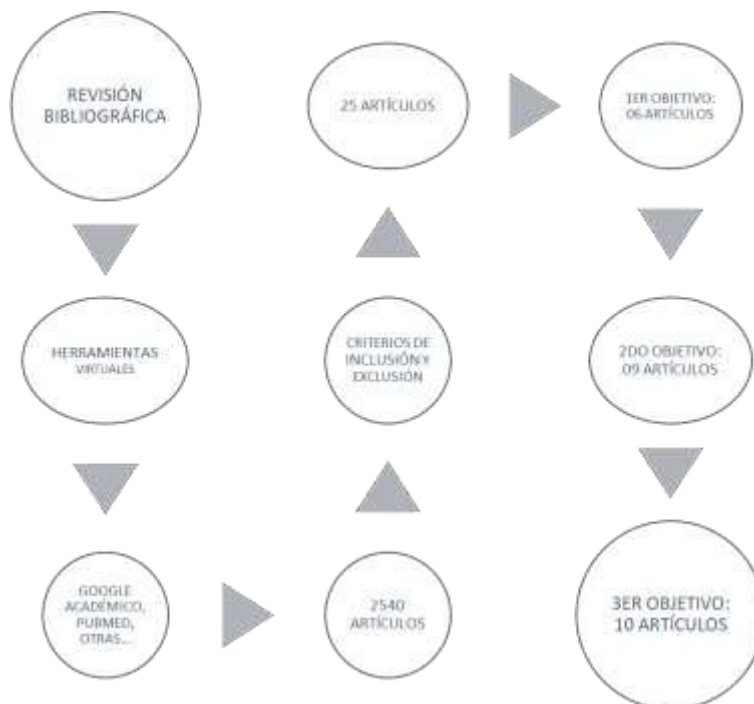 REVISIÓN
BIBLIOGRÁFICA
HERRAMIENTAS
VIRTUALES
GOOGLE
ACADÉMICO,
PUBMED,
OTRAS...
2540
ARTÍCULOS
CRITERIOS DE
INCLUSIÓN Y
EXCLUSIÓN
25 ARTÍCULOS
1ER OBJETIVO:
06 ARTÍCULOS
2DO OBJETIVO:
09 ARTÍCULOS
3ER OBJETIVO:
10 ARTÍCULOS